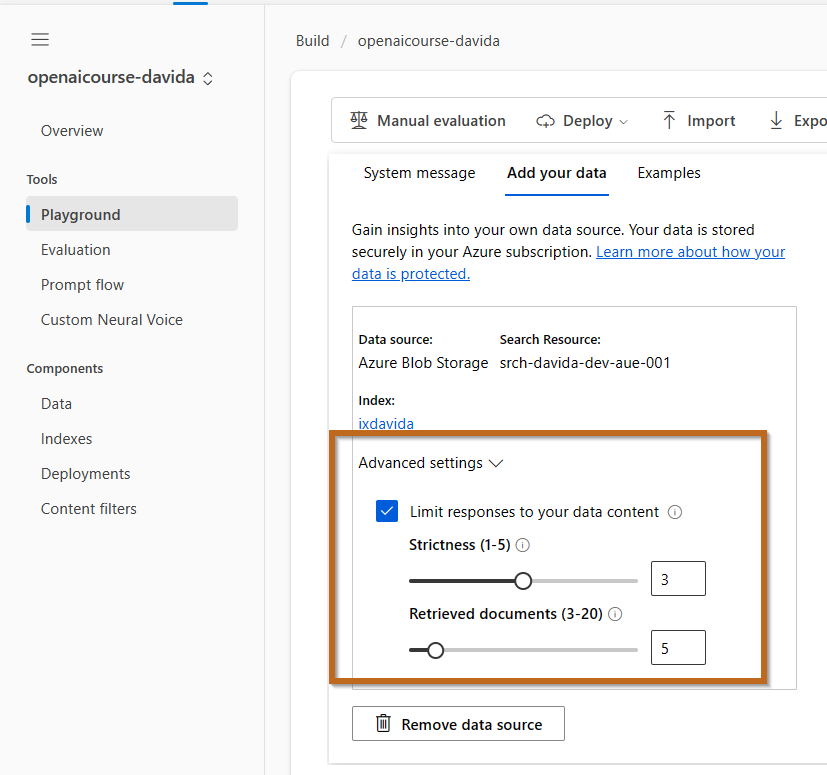 openaicourse-davida
Overview
Tools
Playground
Evaluation
Prompt flow
Custom Neural Voice
Components
Data
Indexes
Deployments
Content filters
Build / openaicourse-davida
Manual evaluation Deploy Import Expo
System message Add your data Examples
Gain insights into your own data source. Your data is stored
securely in your Azure subscription. Learn more about how your
data is protected.
Data source: Search Resource:
Azure Blob Storage srch-davida-dev-aue-001
Index:
ixdavida
Advanced settings
Limit responses to your data content
Strictness (1-5)
3
Retrieved documents (3-20)
5
Remove data source